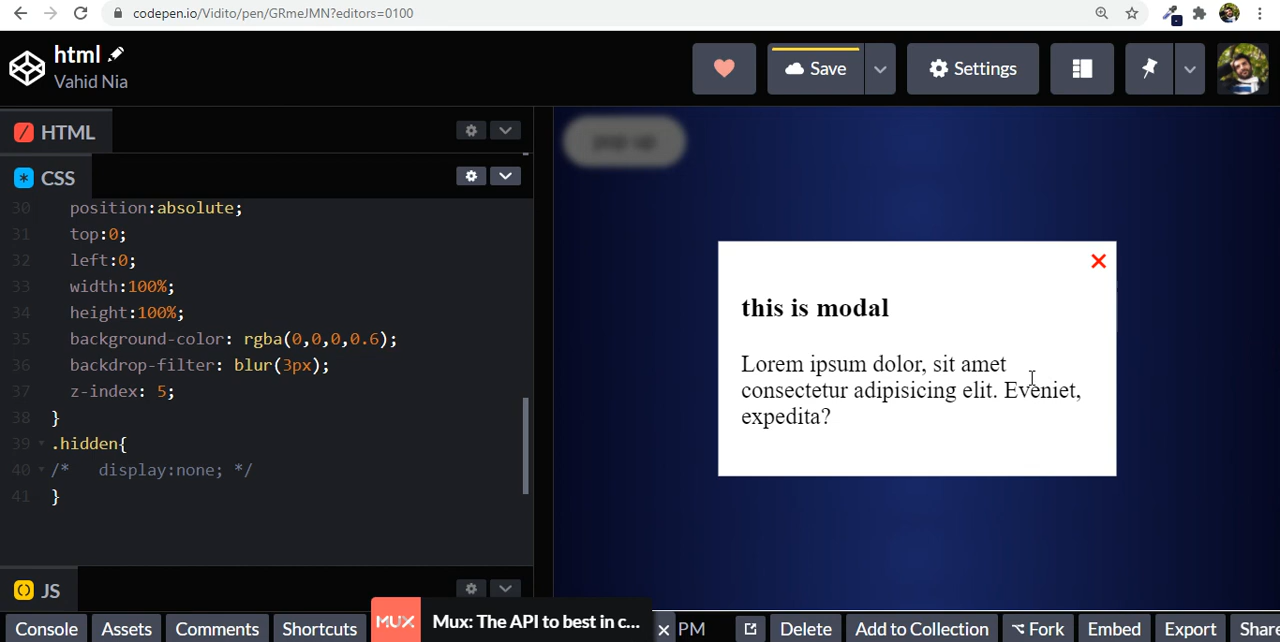 codepen.io/Vidito/pen/GRmeJMN?editors=0100
html
Vahid Nia
Save
Settings
HTML
CSS
30 position:absolute;
31 top:0;
32 left:0;
33 width:100%;
34 height:100%;
35 background-color: rgba(0,0,0,0.6);
36 backdrop-filter: blur(3px);
37 z-index: 5;
38 }
39 .hidden{
40 /* display:none; */
41 }
JS
pop up
this is modal
Lorem ipsum dolor, sit amet
consectetur adipisicing elit. Eveniet,
expedita?
Console Assets Comments Shortcuts MUX Mux: The API to best in c... PM Delete Add to Collection Fork Embed Export Share